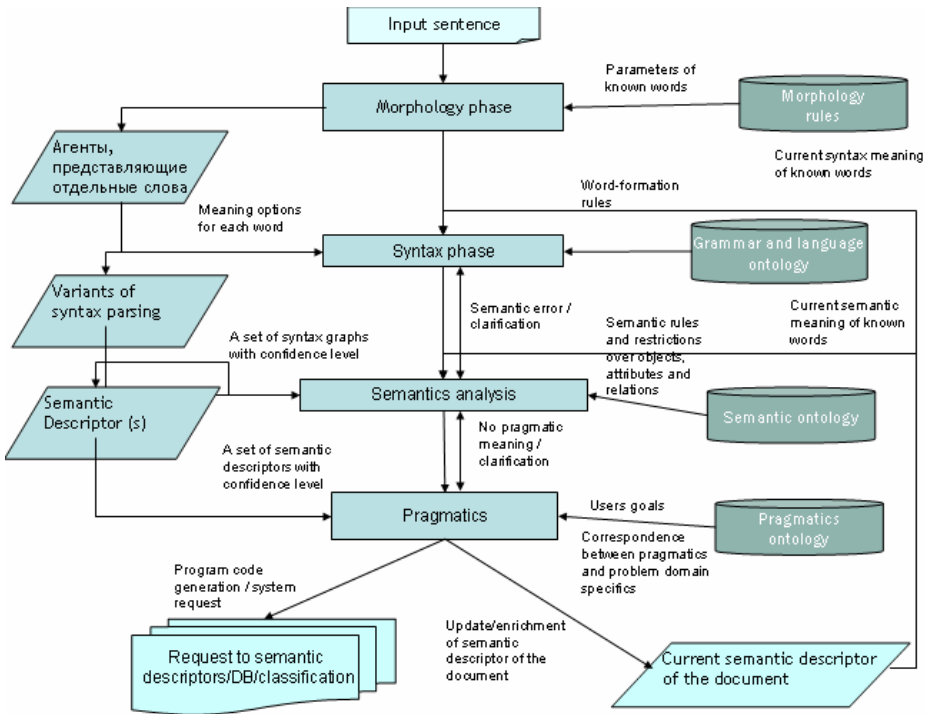 Input sentence
Parameters of
known words
Morphology phase
Morphology
rules
Агенты,
представляющие
отдельные слова
Current syntax meaning
of known words
Word-formation
rules
Meaning options
for each word
Syntax phase
Grammar and language
ontology
Variants of
syntax parsing
Semantic error /
clarification
Current semantic
meaning of known
words
A set of syntax graphs
with confidence level
Semantic rules
and restrictions
over objects,
attributes and
relations
Semantic
Descriptor (s)
Semantics analysis
Semantic ontology
No pragmatic
meaning /
clarification
A set of semantic
descriptors with
confidence level
Pragmatics
Users goals
Pragmatics
ontology
Correspondence
between pragmatics
and problem domain
specifics
Program code
generation / system
request
Update/enrichment
of semantic
descriptor of the
document
Request to semantic
descriptors/DB/classification
Current semantic descriptor
of the document